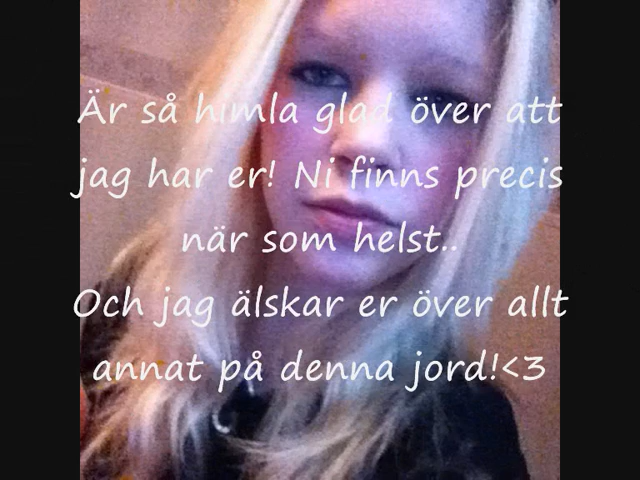 Är så himla glad över att
jag har er! Ni finns precis
när som helst..
Och jag älskar er över allt
annat på denna jord!<3